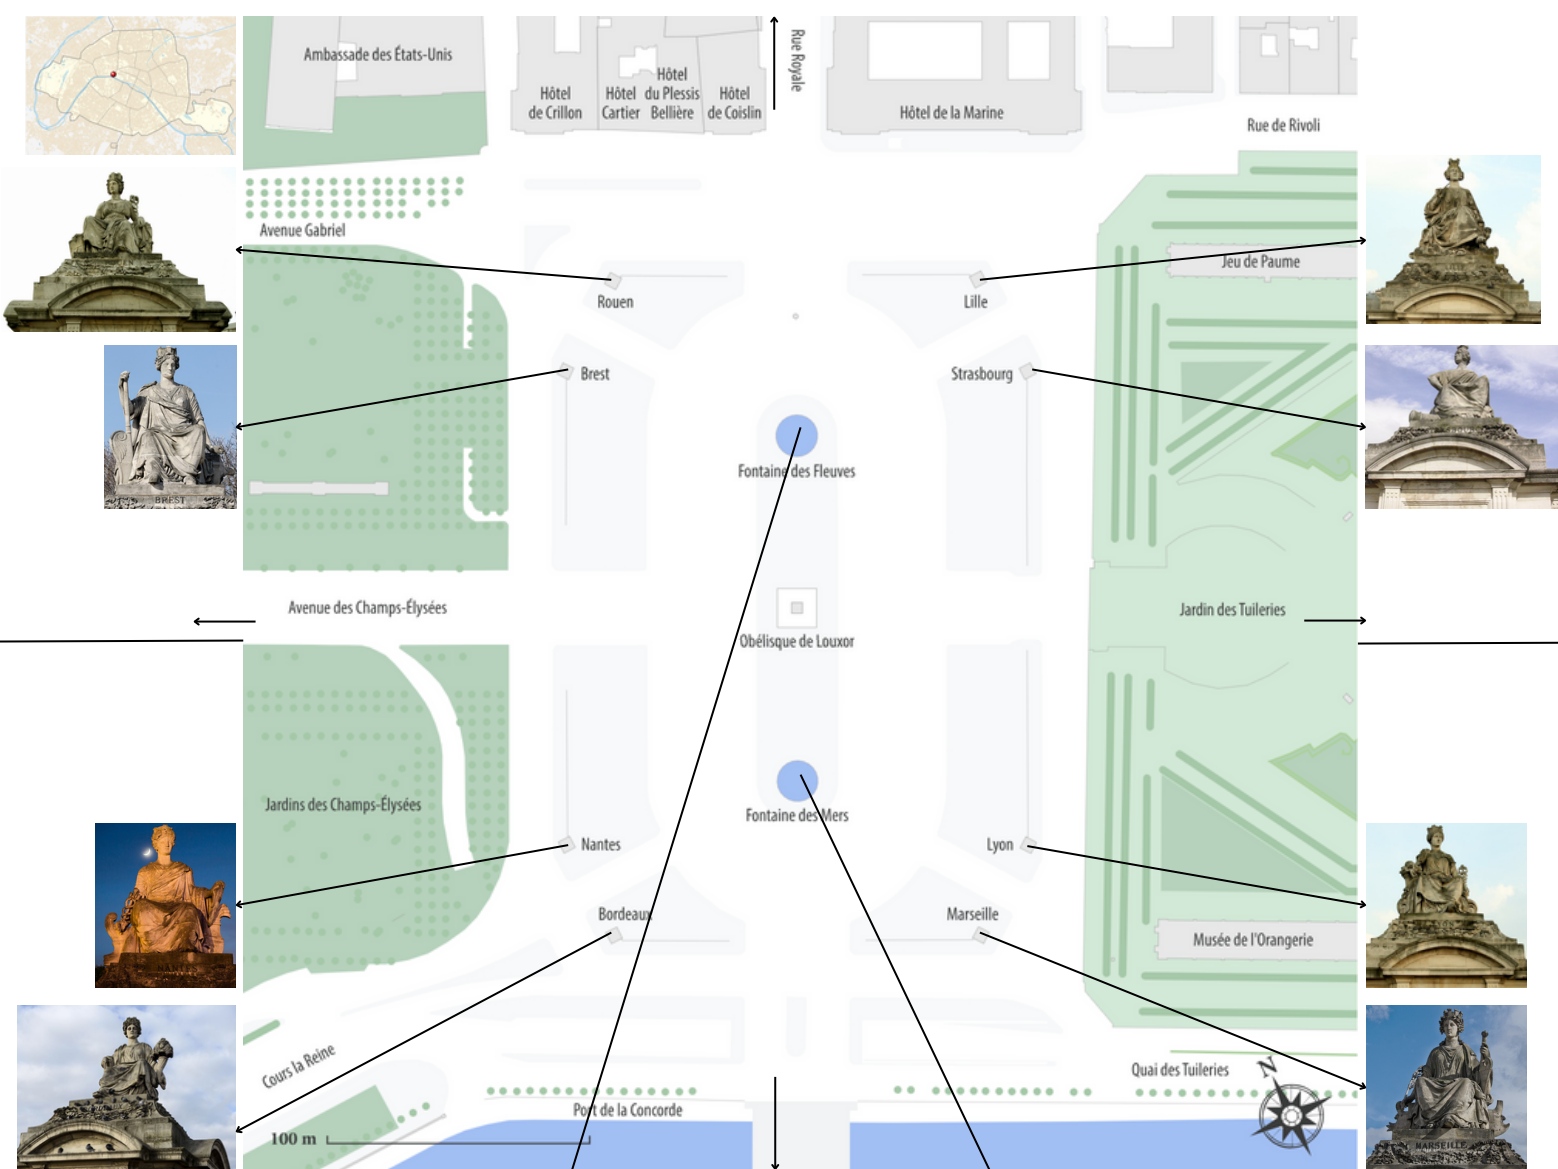 Ambassade des États-Unis
Rue Royale
Hôtel
de Crillon
Hôtel
Cartier
Hôtel
du Plessis
Bellière
Hôtel
de Coislin
Hôtel de la Marine
Rue de Rivoli
Avenue Gabriel
Jeu de Paume
Rouen
Lille
LILLE
Brest
Strasbourg
BREST
Fontaine des Fleuves
Avenue des Champs-Élysées
Obélisque de Louxor
Jardin des Tuileries
Jardins des Champs-Élysées
Fontaine des Mers
Nantes
Lyon
Bordeaux
Marseille
Musée de l'Orangerie
NANTES
Cours la Reine
Quai des Tuileries
N
Port de la Concorde
100 m
MARSEILLE